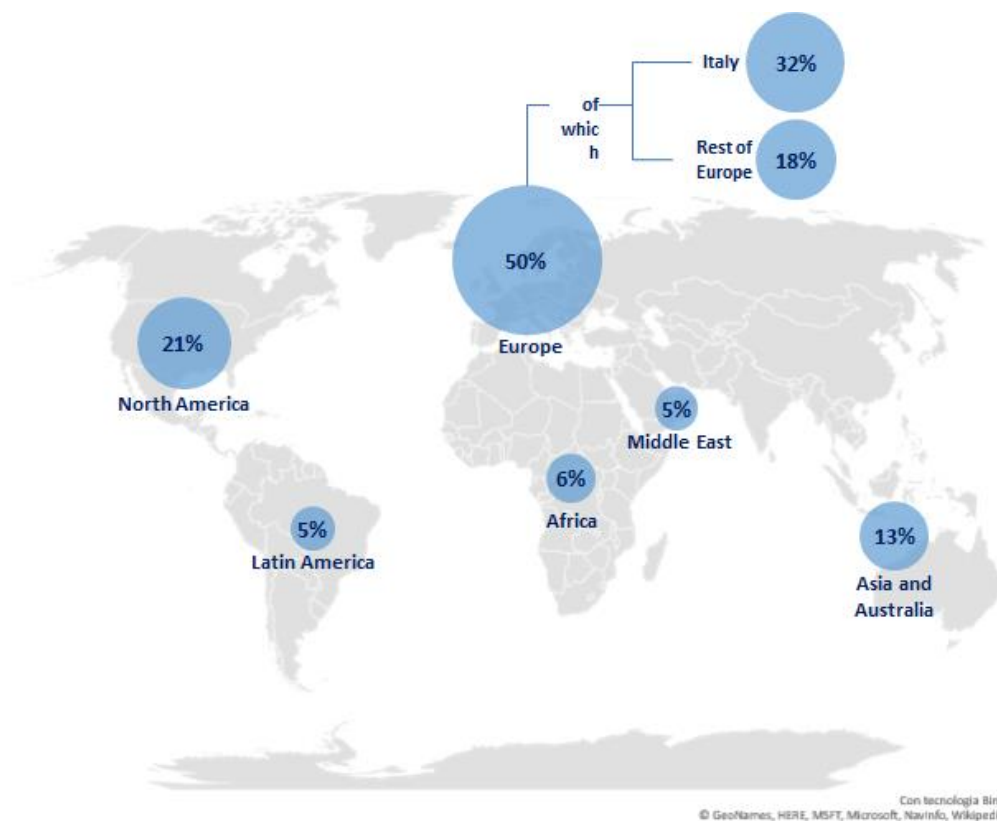 Italy
32%
of
whic
h
Rest of
Europe
18%
50%
Europe
21%
North America
5%
Middle East
6%
Africa
5%
Latin America
13%
Asia and
Australia
Con tecnologia Bin
© GeoNames, HERE, MSFT, Microsoft, NavInfo, Wikipedi